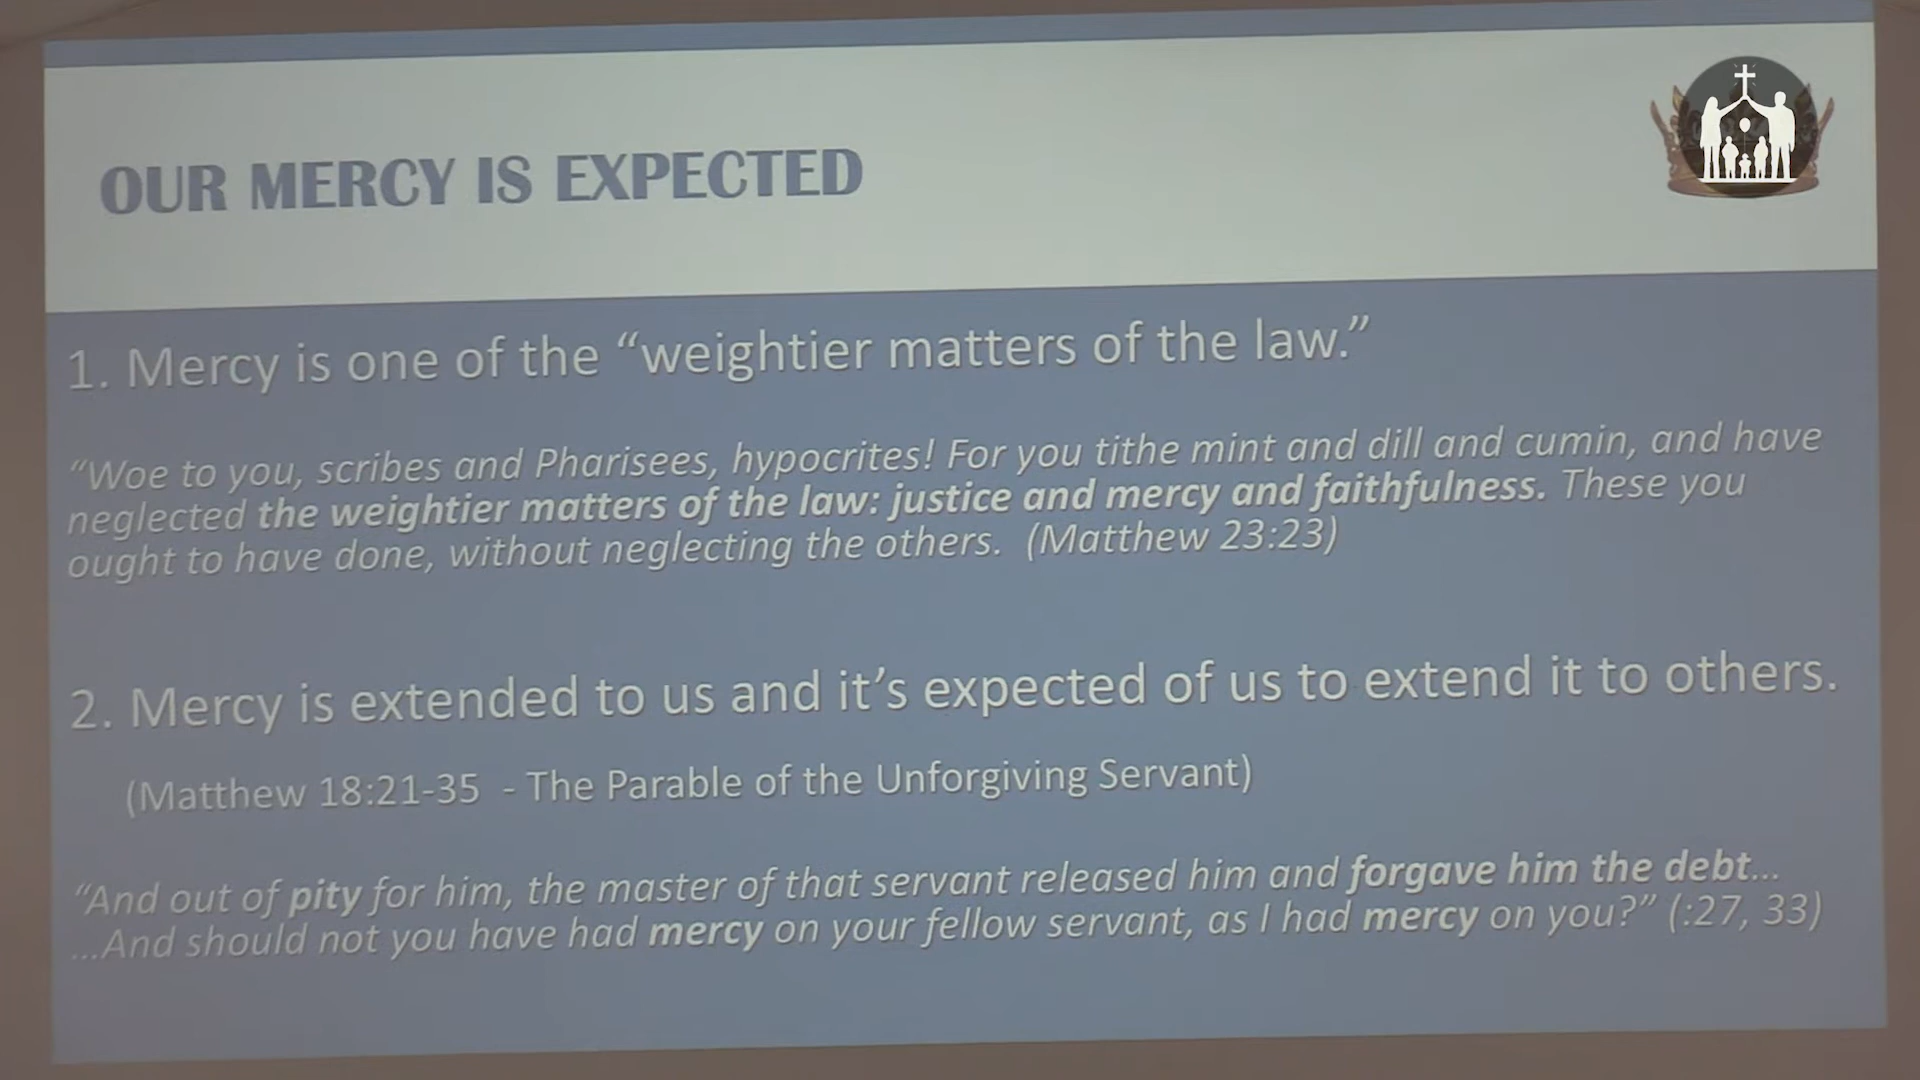 OUR MERCY IS EXPECTED
1. Mercy is one of the “weightier matters of the law.”
“Woe to you, scribes and Pharisees, hypocrites! For you tithe mint and dill and cumin, and have
neglected the weightier matters of the law: justice and mercy and faithfulness. These you
ought to have done, without neglecting the others.  (Matthew 23:23)
2. Mercy is extended to us and it’s expected of us to extend it to others.
(Matthew 18:21-35  - The Parable of the Unforgiving Servant)
“And out of pity for him, the master of that servant released him and forgave him the debt...
...And should not you have had mercy on your fellow servant, as I had mercy on you?” (:27, 33)